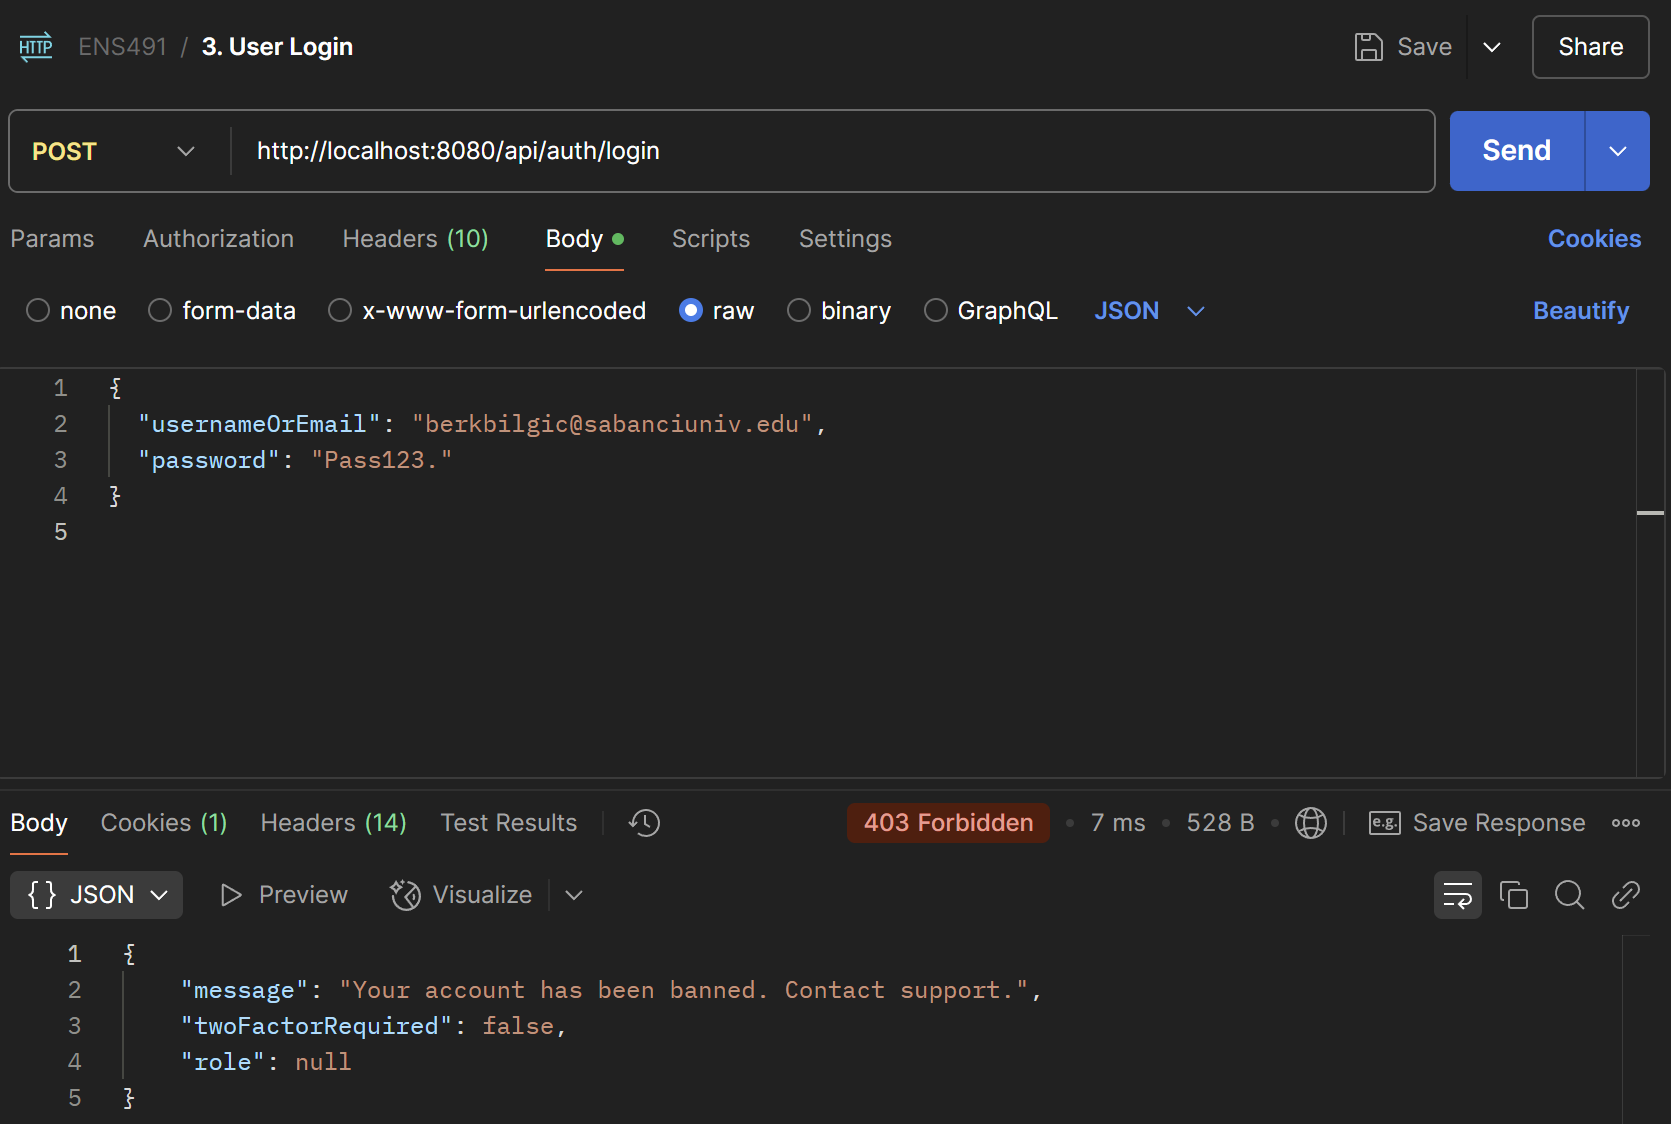 HTTP ENS491 / 3. User Login Save Share
POST http://localhost:8080/api/auth/login Send
Params Authorization Headers (10) Body Scripts Settings Cookies
none form-data x-www-form-urlencoded raw binary GraphQL JSON Beautify
1 {
2 "usernameOrEmail": "berkbilgic@sabanciuniv.edu",
3 "password": "Pass123."
4 }
5
Body Cookies (1) Headers (14) Test Results 403 Forbidden • 7 ms • 528 B • e.g. Save Response
{} JSON Preview Visualize
1 {
2 "message": "Your account has been banned. Contact support.",
3 "twoFactorRequired": false,
4 "role": null
5 }